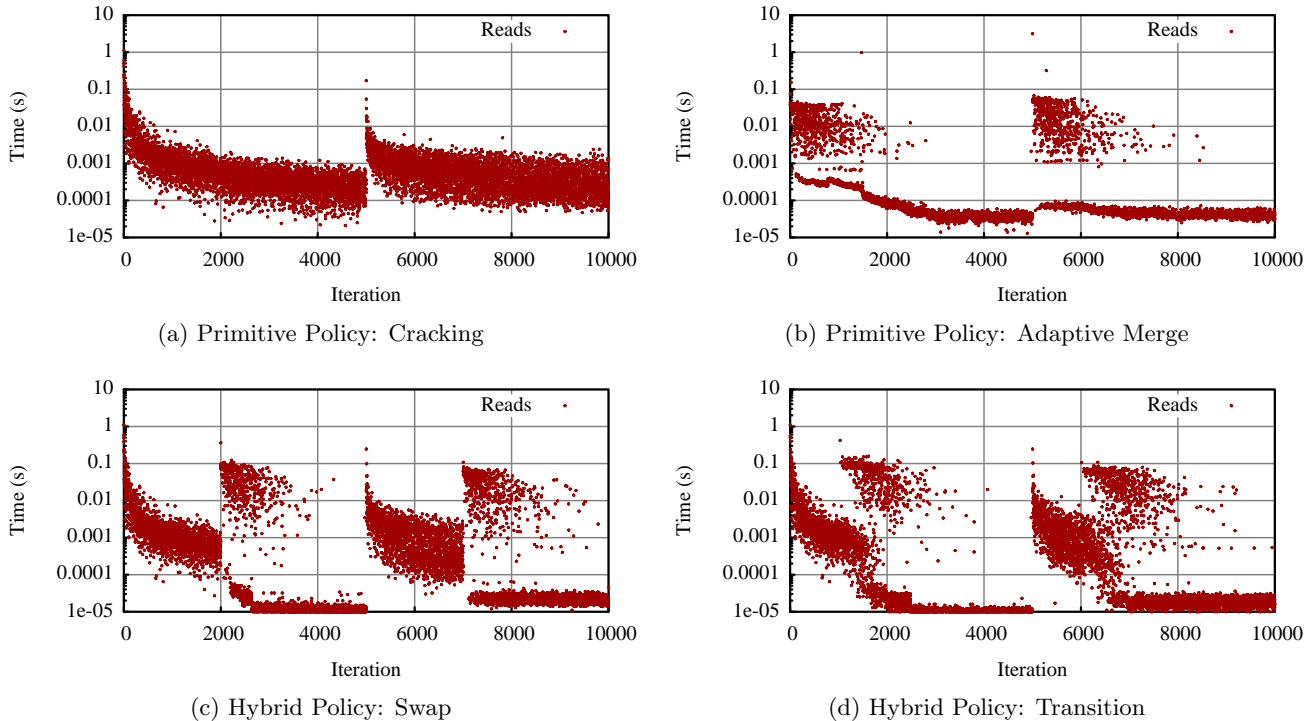 10
1
0.1
0.01
0.001
0.0001
1e-05
Time (s)
Reads
0 2000 4000 6000 8000 10000
Iteration
(a) Primitive Policy: Cracking
10
1
0.1
0.01
0.001
0.0001
1e-05
Time (s)
Reads
0 2000 4000 6000 8000 10000
Iteration
(b) Primitive Policy: Adaptive Merge
10
1
0.1
0.01
0.001
0.0001
1e-05
Time (s)
Reads
0 2000 4000 6000 8000 10000
Iteration
(c) Hybrid Policy: Swap
10
1
0.1
0.01
0.001
0.0001
1e-05
Time (s)
Reads
0 2000 4000 6000 8000 10000
Iteration
(d) Hybrid Policy: Transition